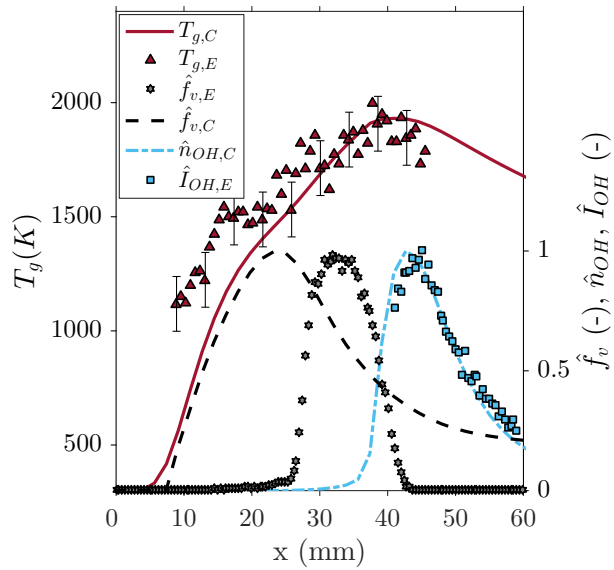 T_{g,C}
T_{g,E}
\hat{f}_{v,E}
\hat{f}_{v,C}
\hat{n}_{OH,C}
\hat{I}_{OH,E}
2000
1500
1000
500
T_g(K)
1
0.5
0
\hat{f}_v (-), \hat{n}_{OH}, \hat{I}_{OH} (-)
0 10 20 30 40 50 60
x (mm)